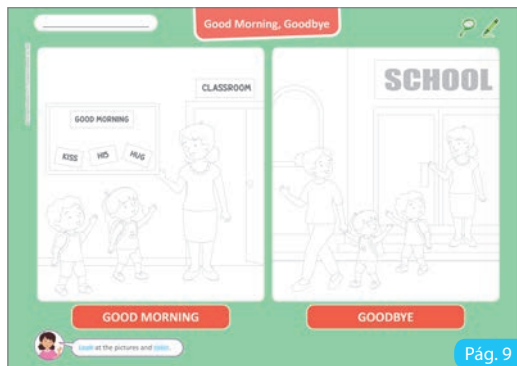 Good Morning, Goodbye
CLASSROOM
GOOD MORNING
KISS
HI5
HUG
SCHOOL
GOOD MORNING
GOODBYE
Look at the pictures and color.
Pág. 9